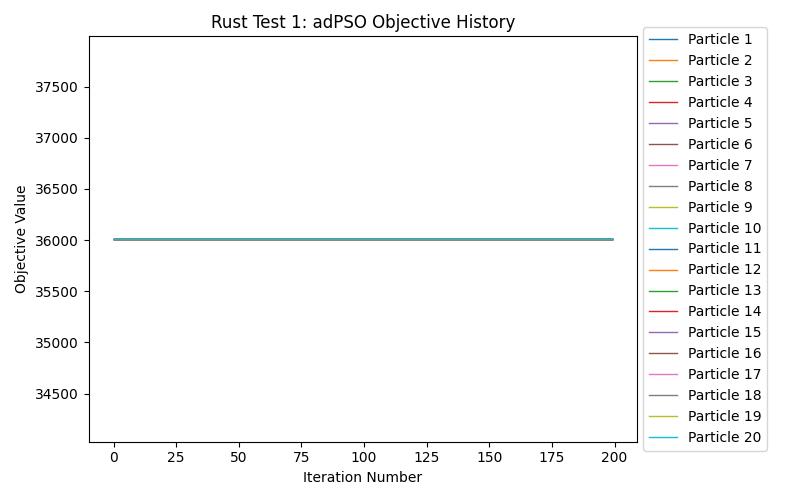 Rust Test 1: adPSO Objective History
Objective Value
37500
37000
36500
36000
35500
35000
34500
0 25 50 75 100 125 150 175 200
Iteration Number
Particle 1
Particle 2
Particle 3
Particle 4
Particle 5
Particle 6
Particle 7
Particle 8
Particle 9
Particle 10
Particle 11
Particle 12
Particle 13
Particle 14
Particle 15
Particle 16
Particle 17
Particle 18
Particle 19
Particle 20